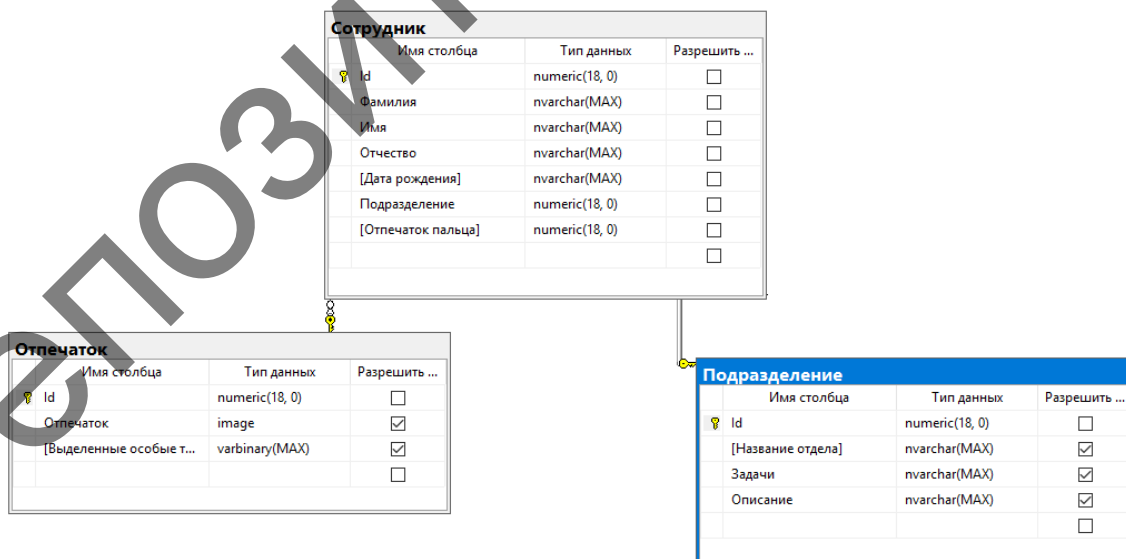 Сотрудник
Имя столбца Тип данных Разрешить ...
Id numeric(18, 0)
Фамилия nvarchar(MAX)
Имя nvarchar(MAX)
Отчество nvarchar(MAX)
[Дата рождения] nvarchar(MAX)
Подразделение numeric(18, 0)
[Отпечаток пальца] numeric(18, 0)
Отпечаток
Имя столбца Тип данных Разрешить ...
Id numeric(18, 0)
Отпечаток image
[Выделенные особые т... varbinary(MAX)
Подразделение
Имя столбца Тип данных Разрешить ...
Id numeric(18, 0)
[Название отдела] nvarchar(MAX)
Задачи nvarchar(MAX)
Описание nvarchar(MAX)